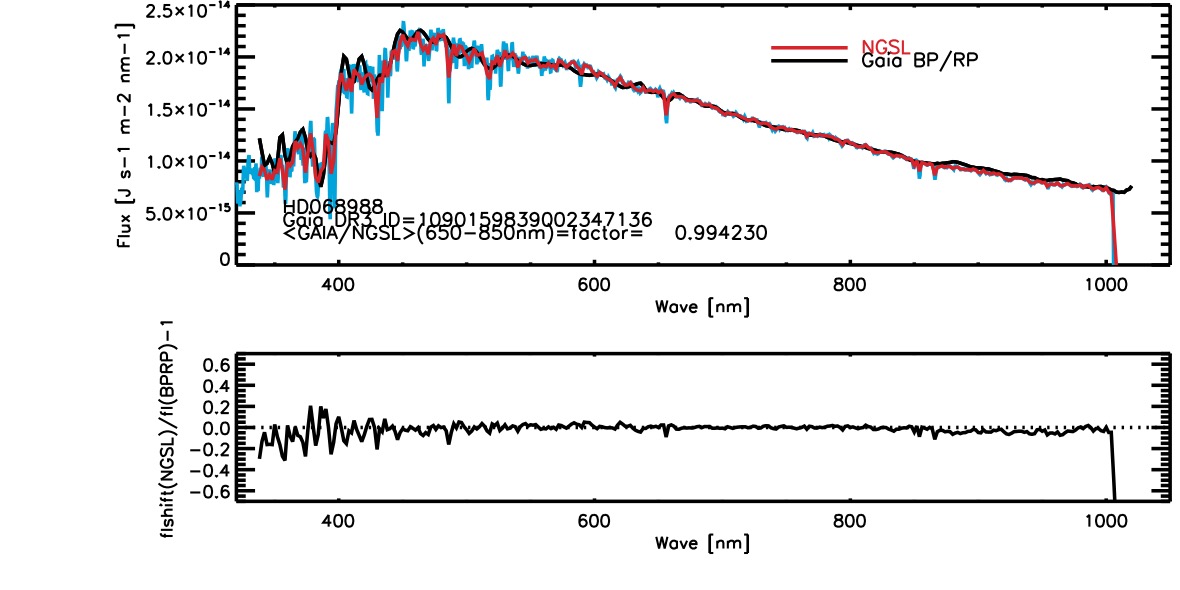 2.5×10⁻¹⁴
2.0×10⁻¹⁴
1.5×10⁻¹⁴
1.0×10⁻¹⁴
5.0×10⁻¹⁵
0
Flux [J s-1 m-2 nm-1]
NGSL
Gaia BP/RP
HD068988
Gaia DR3 ID=1090159839002347136
<GAIA/NGSL>(650-850nm)=factor= 0.994230
400 600 800 1000
Wave [nm]
0.6
0.4
0.2
0.0
-0.2
-0.4
-0.6
flshift(NGSL)/fl(BPRP)-1
400 600 800 1000
Wave [nm]